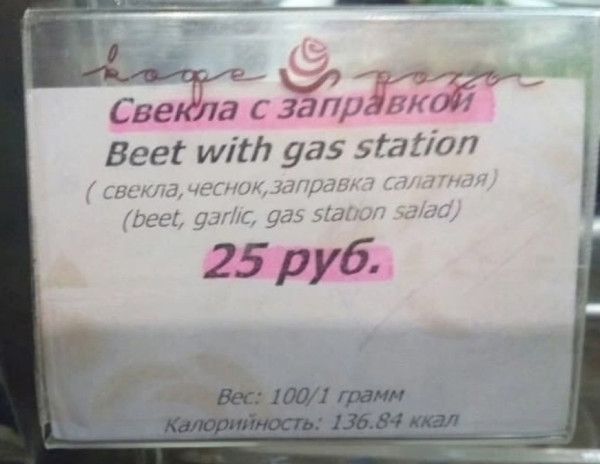 кофе розы
Свекла с заправкой
Beet with gas station
( свекла,чеснок,заправка салатная)
(beet, garlic, gas station salad)
25 руб.
Вес: 100/1 грамм
Калорийность: 136.84 ккал